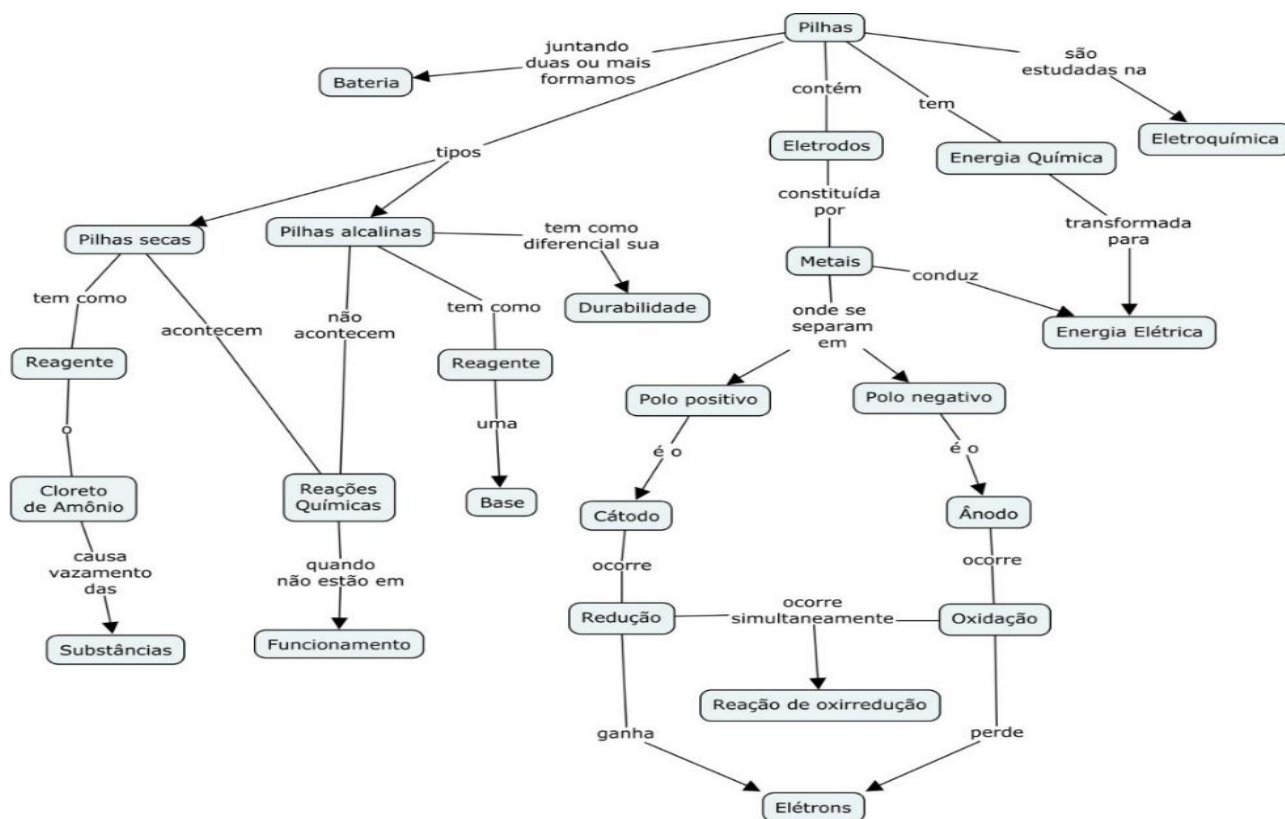 Pilhas
juntando
duas ou mais
formamos
são
estudadas na
Bateria
contém
tem
Eletroquímica
tipos
Eletrodos
Energia Química
constituída
por
transformada
para
Pilhas secas
Pilhas alcalinas
tem como
diferencial sua
Metais
conduz
tem como
acontecem
não
acontecem
tem como
Durabilidade
onde se
separam
em
Energia Elétrica
Reagente
Reagente
Polo positivo
Polo negativo
o
uma
é o
é o
Cloreto
de Amônio
Reações
Químicas
Base
Cátodo
Ânodo
causa
vazamento
das
quando
não estão em
ocorre
ocorre
Substâncias
Funcionamento
Redução
ocorre
simultaneamente
Oxidação
Reação de oxirredução
ganha
perde
Elétrons